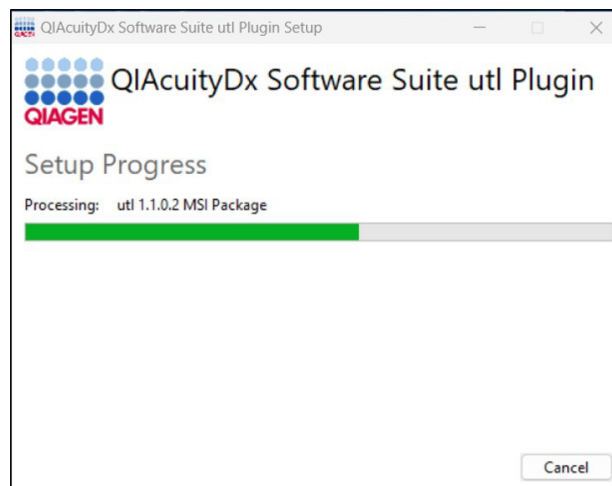 QIAcuityDx Software Suite utl Plugin Setup
QIAGEN
QIAcuityDx Software Suite utl Plugin
QIAGEN
Setup Progress
Processing: utl 1.1.0.2 MSI Package
Cancel